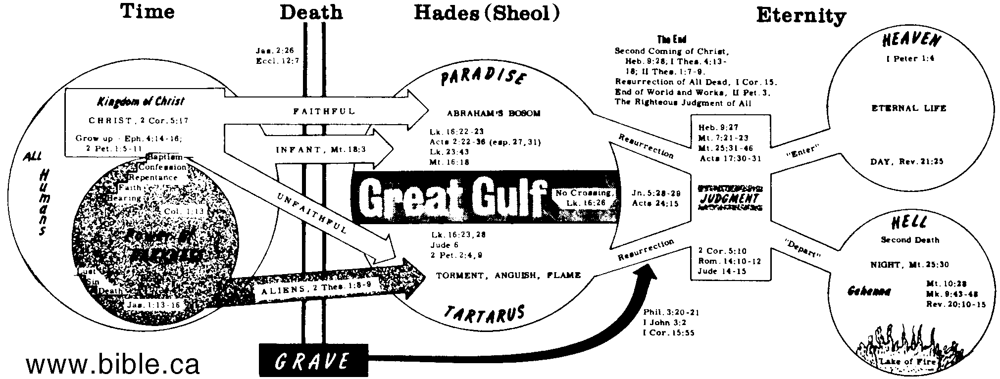 Time
Death
Hades (Sheol)
Eternity
Jas. 2:26
Eccl. 12:7
ALL
Humans
Kingdom of Christ
CHRIST, 2 Cor. 5:17
Grow up - Eph. 4:14-16;
2 Pet. 1:5-11
Baptism
Confession
Repentance
Faith
Hearing
Col. 1:13
Power of
Lust
Sin
Death
Jas. 1:13-16
FAITHFUL
INFANT, Mt. 18:3
UNFAITHFUL
ALIENS, 2 Thes. 1:8-9
GRAVE
PARADISE
ABRAHAM'S BOSOM
Lk. 16:22-23
Acts 2:22-36 (esp. 27, 31)
Lk. 23:43
Mt. 16:18
Great Gulf
No Crossing,
Lk. 16:26
Lk. 16:23, 28
Jude 6
2 Pet. 2:4, 9
TORMENT, ANGUISH, FLAME
TARTARUS
The End
Second Coming of Christ,
Heb. 9:28; I Thes. 4:13-
18; II Thes. 1:7-9.
Resurrection of All Dead, I Cor. 15.
End of World and Works, II Pet. 3.
The Righteous Judgment of All
Resurrection
Jn. 5:28-29
Acts 24:15
Resurrection
Phil. 3:20-21
I John 3:2
I Cor. 15:55
Heb. 9:27
Mt. 7:21-23
Mt. 25:31-46
Acts 17:30-31
JUDGMENT
2 Cor. 5:10
Rom. 14:10-12
Jude 14-15
"Enter"
"Depart"
HEAVEN
I Peter 1:4
ETERNAL LIFE
DAY, Rev. 21:25
HELL
Second Death
NIGHT, Mt. 25:30
Gehenna
Mt. 10:28
Mk. 9:43-48
Rev. 20:10-15
Lake of Fire
www.bible.ca